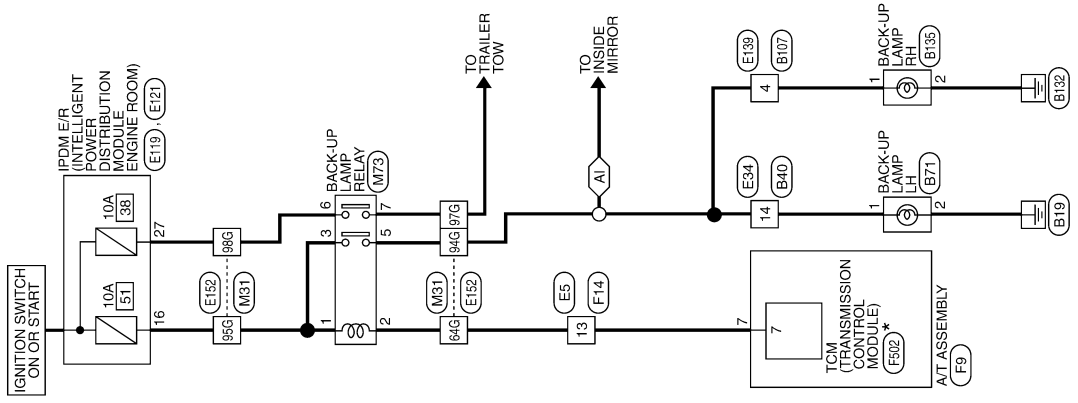 IGNITION SWITCH
ON OR START
IPDM E/R
(INTELLIGENT
POWER
DISTRIBUTION
MODULE
ENGINE ROOM)
E119 , E121
10A
51
10A
38
16
27
95G
E152
M31
98G
BACK-UP
LAMP
RELAY
M73
1
3
6
2
5
7
64G
M31
E152
94G
97G
TO
TRAILER
TOW
13
E5
F14
AI
TO
INSIDE
MIRROR
7
7
TCM
(TRANSMISSION
CONTROL
MODULE)
F502 *
A/T ASSEMBLY
F9
14
E34
B40
4
E139
B107
1
BACK-UP
LAMP
LH
B71
2
B19
1
BACK-UP
LAMP
RH
B135
2
B132